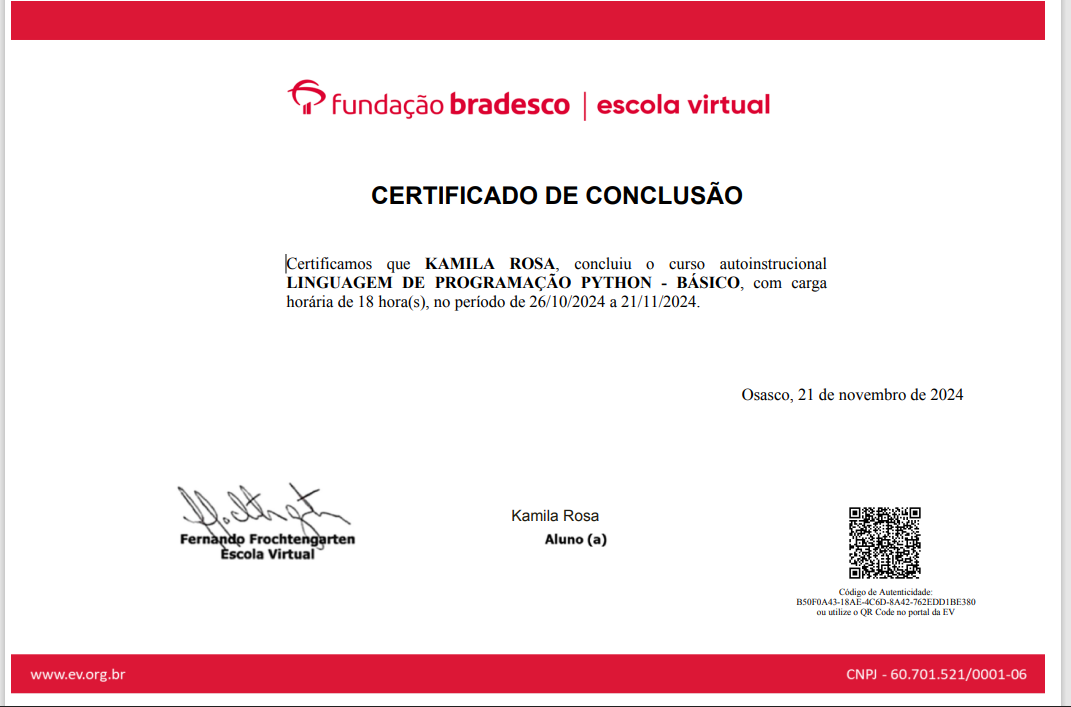 fundação bradesco | escola virtual
CERTIFICADO DE CONCLUSÃO
Certificamos que KAMILA ROSA, concluiu o curso autoinstrucional
LINGUAGEM DE PROGRAMAÇÃO PYTHON - BÁSICO, com carga
horária de 18 hora(s), no período de 26/10/2024 a 21/11/2024.
Osasco, 21 de novembro de 2024
Fernando Frochtengarten
Escola Virtual
Kamila Rosa
Aluno (a)
Código de Autenticidade:
B50F0A43-18AE-4C6D-8A42-762EDD1BE380
ou utilize o QR Code no portal da EV
www.ev.org.br
CNPJ - 60.701.521/0001-06